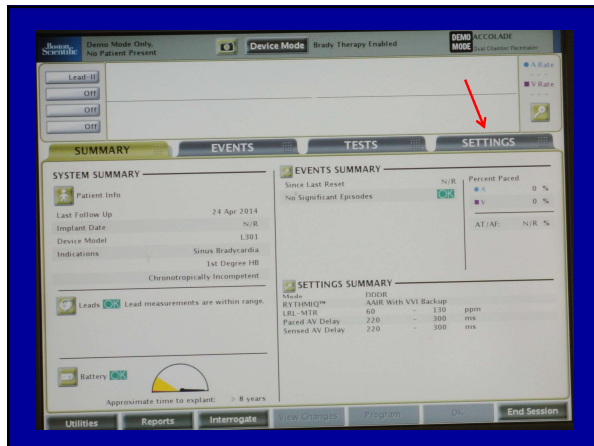 Boston Scientific
Demo Mode Only,
No Patient Present
Device Mode
Brady Therapy Enabled
DEMO MODE
ACCOLADE
Dual Chamber Pacemaker
Lead-II
Off
Off
Off
A Rate
- - -
V Rate
- - -
SUMMARY
EVENTS
TESTS
SETTINGS
SYSTEM SUMMARY
Patient Info
Last Follow Up 24 Apr 2014
Implant Date N/R
Device Model L301
Indications Sinus Bradycardia
1st Degree HB
Chronotropically Incompetent
Leads OK Lead measurements are within range.
Battery OK
Approximate time to explant: > 8 years
EVENTS SUMMARY
Since Last Reset N/R
No Significant Episodes OK
Percent Paced
A 0 %
V 0 %
AT/AF: N/R %
SETTINGS SUMMARY
Mode DDDR
RYTHMIQ™ AAIR With VVI Backup
LRL-MTR 60 - 130 ppm
Paced AV Delay 220 - 300 ms
Sensed AV Delay 220 - 300 ms
Utilities
Reports
Interrogate
View Changes
Program
Ok
End Session